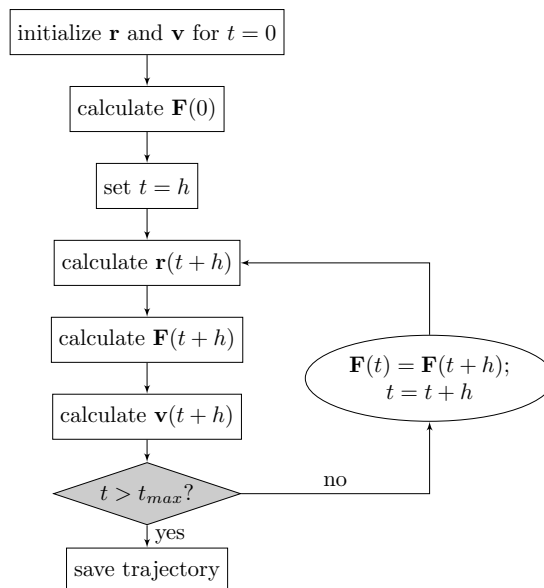 initialize r and v for t = 0
calculate F(0)
set t = h
calculate r(t + h)
calculate F(t + h)
F(t) = F(t + h);
t = t + h
calculate v(t + h)
t > t_max?
no
yes
save trajectory